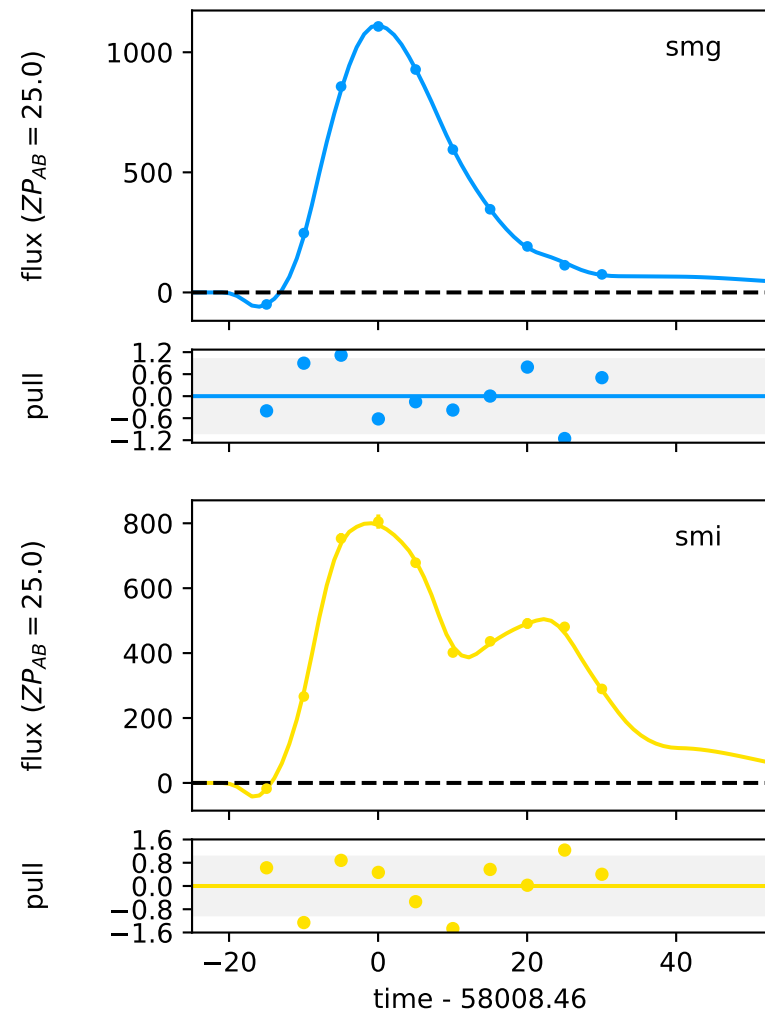 smg
flux (ZP_AB = 25.0)
1000
500
0
pull
1.2
0.6
0.0
−0.6
−1.2
smi
flux (ZP_AB = 25.0)
800
600
400
200
0
pull
1.6
0.8
0.0
−0.8
−1.6
−20 0 20 40
time - 58008.46